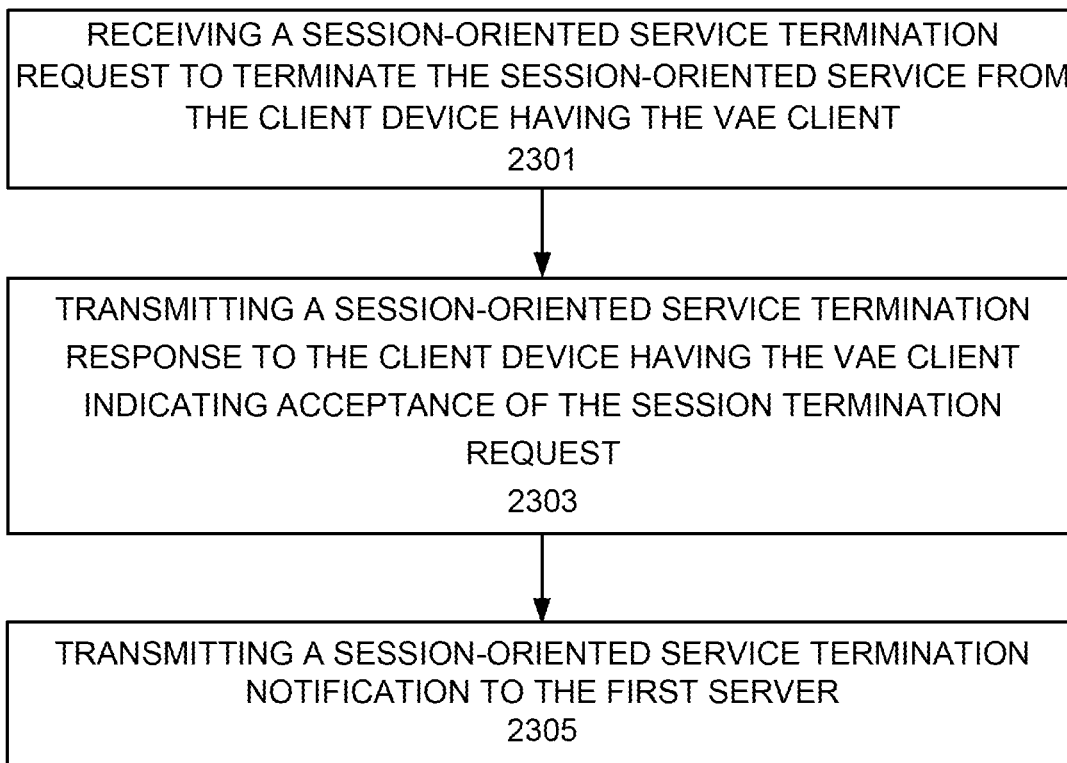 RECEIVING A SESSION-ORIENTED SERVICE TERMINATION
REQUEST TO TERMINATE THE SESSION-ORIENTED SERVICE FROM
THE CLIENT DEVICE HAVING THE VAE CLIENT
2301
TRANSMITTING A SESSION-ORIENTED SERVICE TERMINATION
RESPONSE TO THE CLIENT DEVICE HAVING THE VAE CLIENT
INDICATING ACCEPTANCE OF THE SESSION TERMINATION
REQUEST
2303
TRANSMITTING A SESSION-ORIENTED SERVICE TERMINATION
NOTIFICATION TO THE FIRST SERVER
2305